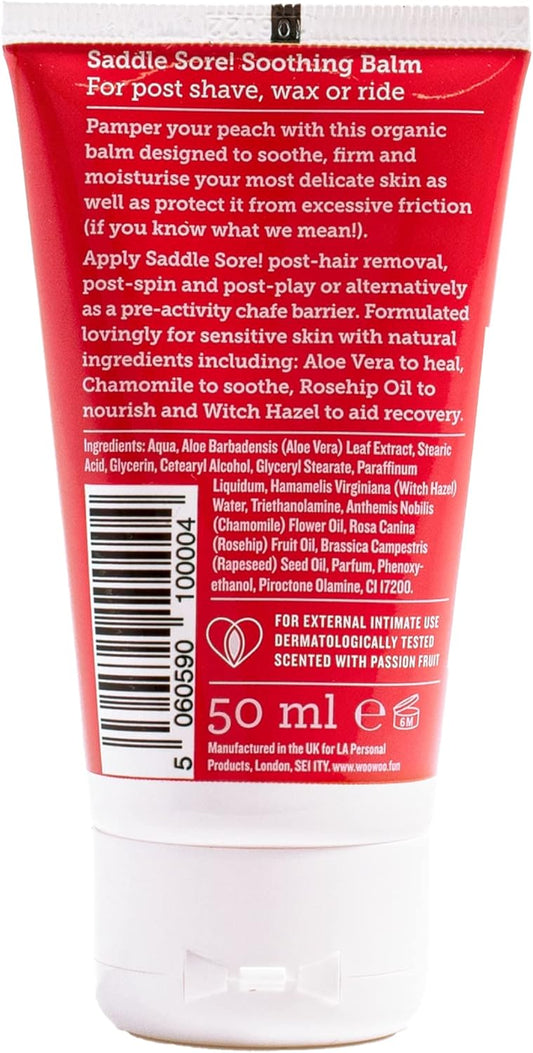 2022
Saddle Sore! Soothing Balm
For post shave, wax or ride
Pamper your peach with this organic
balm designed to soothe, firm and
moisturise your most delicate skin as
well as protect it from excessive friction
(if you know what we mean!).
Apply Saddle Sore! post-hair removal,
post-spin and post-play or alternatively
as a pre-activity chafe barrier. Formulated
lovingly for sensitive skin with natural
ingredients including: Aloe Vera to heal,
Chamomile to soothe, Rosehip Oil to
nourish and Witch Hazel to aid recovery.
Ingredients: Aqua, Aloe Barbadensis (Aloe Vera) Leaf Extract, Stearic
Acid, Glycerin, Cetearyl Alcohol, Glyceryl Stearate, Paraffinum
Liquidum, Hamamelis Virginiana (Witch Hazel)
Water, Triethanolamine, Anthemis Nobilis
(Chamomile) Flower Oil, Rosa Canina
(Rosehip) Fruit Oil, Brassica Campestris
(Rapeseed) Seed Oil, Parfum, Phenoxy-
ethanol, Piroctone Olamine, CI 17200.
FOR EXTERNAL INTIMATE USE
DERMATOLOGICALLY TESTED
SCENTED WITH PASSION FRUIT
50 ml e 6M
Manufactured in the UK for LA Personal
Products, London, SE1 1TY. www.woowoo.fun
5 060590 100004